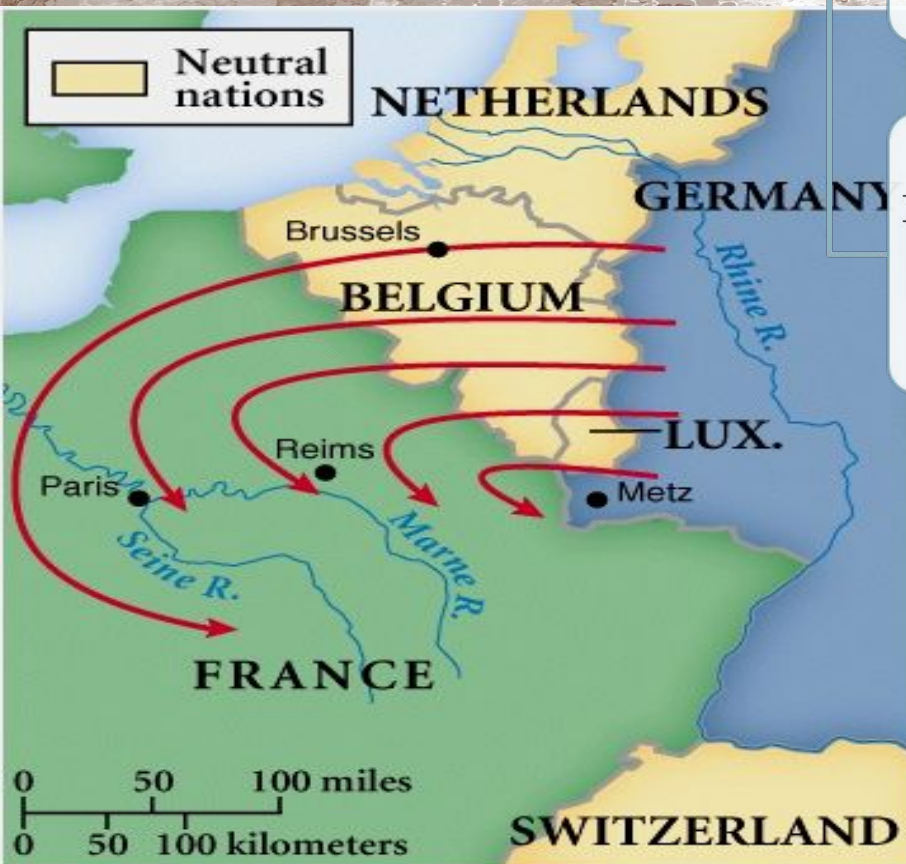 Neutral
nations
NETHERLANDS
GERMANY
Brussels
Rhine R.
BELGIUM
LUX.
Reims
Paris
Metz
Seine R.
Marne R.
FRANCE
0 50 100 miles
0 50 100 kilometers
SWITZERLAND